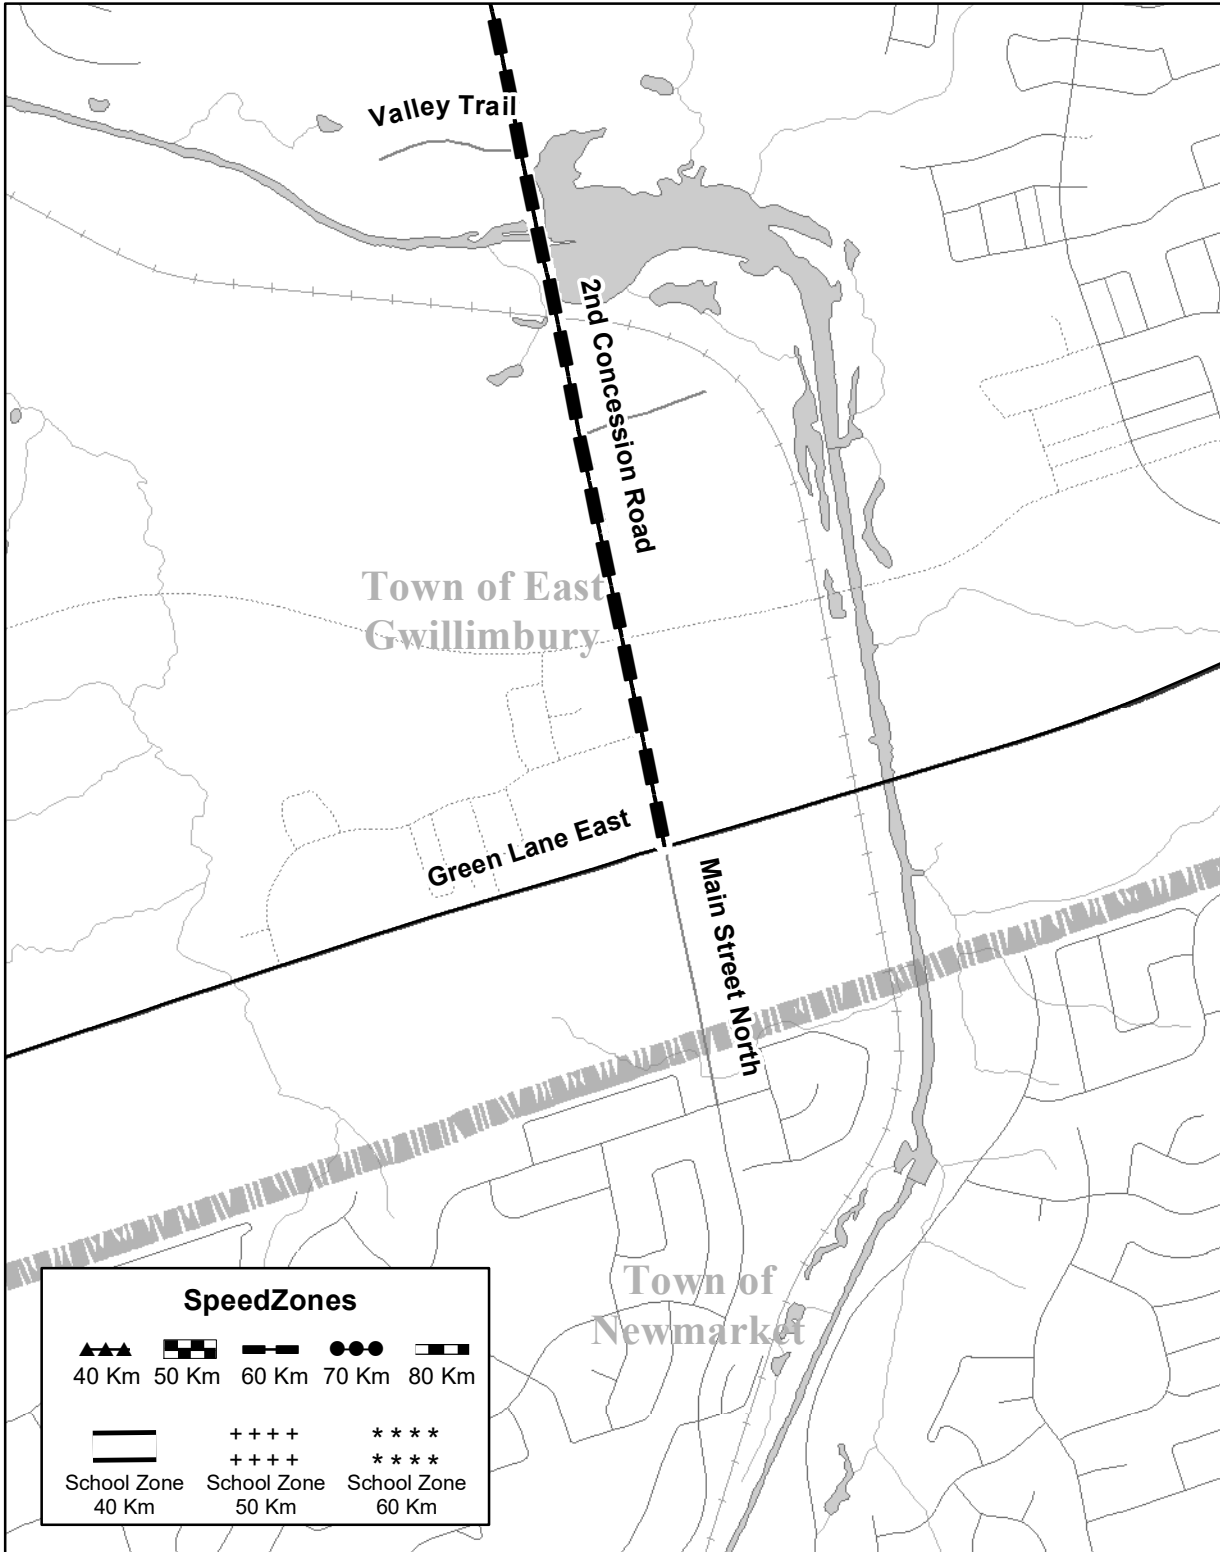 Valley Trail
2nd Concession Road
Town of East
Gwillimbury
Green Lane East
Main Street North
Town of
Newmarket
SpeedZones
40 Km 50 Km 60 Km 70 Km 80 Km
School Zone School Zone School Zone
40 Km 50 Km 60 Km